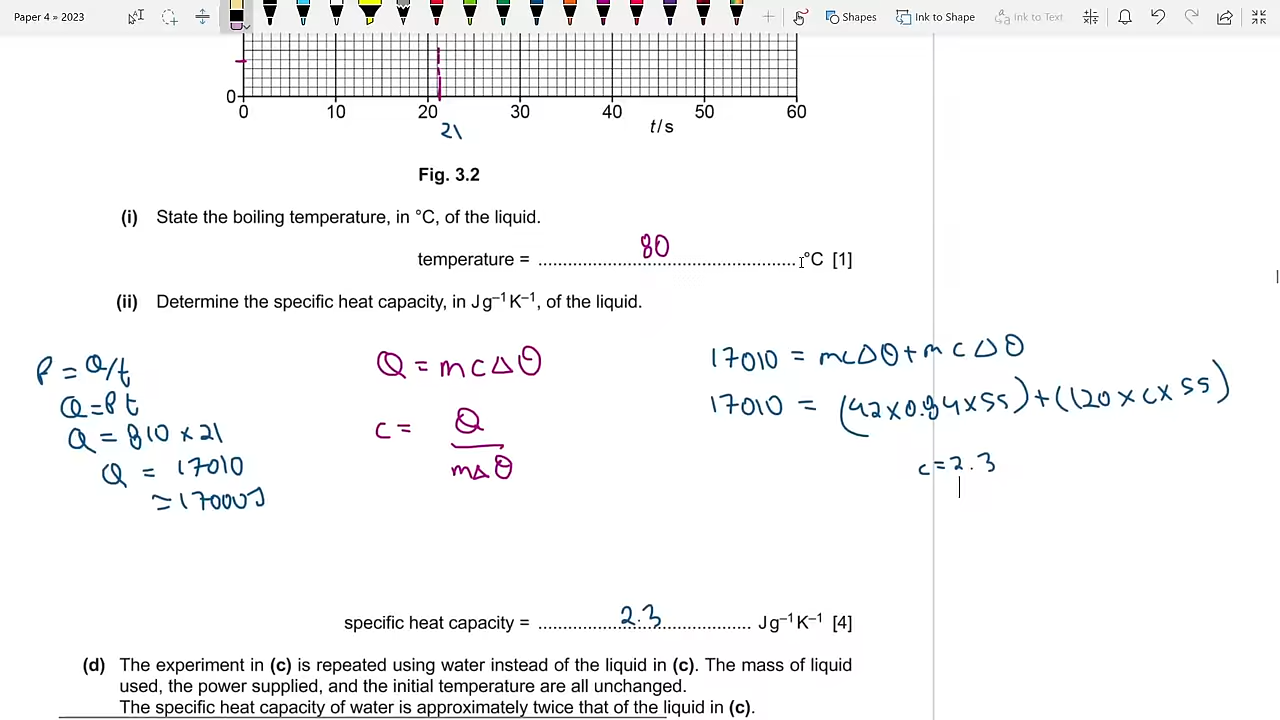 Paper 4 » 2023
Shapes
Ink to Shape
Ink to Text
0
0 10 20 30 40 50 60
21
t/s
Fig. 3.2
(i) State the boiling temperature, in °C, of the liquid.
temperature = ...... 80 ...... °C [1]
(ii) Determine the specific heat capacity, in J g⁻¹ K⁻¹, of the liquid.
P = Q/t
Q = P t
Q = 810 × 21
Q = 17010
≈ 17000J
Q = mcΔθ
c = Q
mΔθ
17010 = mcΔθ + mcΔθ
17010 = (42×0.84×55) + (120×c×55)
c = 2.3
specific heat capacity = ...... 2.3 ...... J g⁻¹ K⁻¹ [4]
(d) The experiment in (c) is repeated using water instead of the liquid in (c). The mass of liquid
used, the power supplied, and the initial temperature are all unchanged.
The specific heat capacity of water is approximately twice that of the liquid in (c).